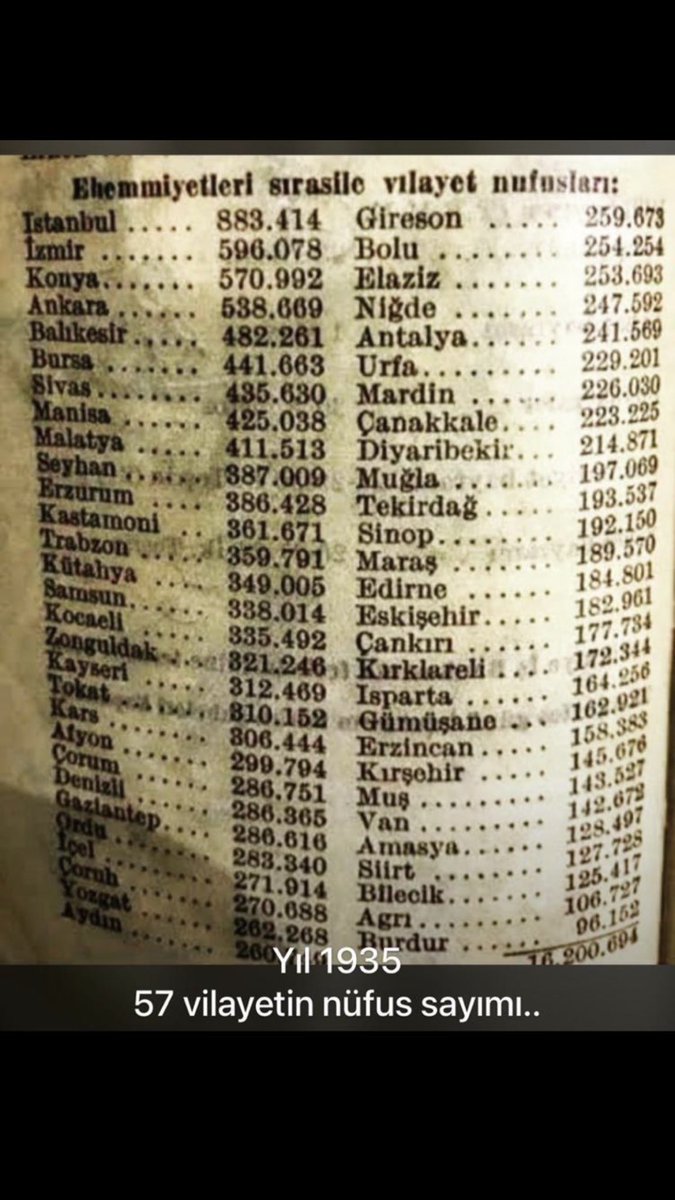 Ehemmiyetleri sırasile vilayet nufusları:
Istanbul ..... 883.414
İzmir ....... 596.078
Konya....... 570.992
Ankara ...... 538.669
Balıkesir..... 482.261
Bursa ....... 441.663
Sivas........ 435.630
Manisa ...... 425.038
Malatya ..... 411.513
Seyhan ...... 387.009
Erzurum .... 386.428
Kastamoni .. 361.671
Trabzon .... 359.791
Kütahya .... 349.005
Samsun...... 338.014
Kocaeli ..... 335.492
Zonguldak ... 321.246
Kayseri ..... 312.469
Tokat ...... 310.152
Kars ....... 306.444
Afyon ...... 299.794
Çorum ...... 286.751
Denizli ...... 286.365
Gaziantep.... 286.616
Ordu ....... 283.340
İçel ........ 271.914
Çoruh ...... 270.688
Yozgat ..... 262.268
Aydın ......
Gireson ..... 259.673
Bolu ........ 254.254
Elaziz ....... 253.693
Niğde ....... 247.592
Antalya...... 241.569
Urfa........ 229.201
Mardin ...... 226.030
Çanakkale.... 223.225
Diyaribekir... 214.871
Muğla ...... 197.069
Tekirdağ .... 193.537
Sinop....... 192.150
Maraş ...... 189.570
Edirne ...... 184.801
Eskişehir.... 182.961
Çankırı ..... 177.734
Kırklareli .... 172.344
Isparta ...... 164.256
Gümüşane ... 162.921
Erzincan..... 158.383
Kırşehir ..... 145.676
Muş ........ 143.527
Van ........ 142.672
Amasya...... 128.497
Siirt ....... 127.728
Bilecik...... 125.417
Agrı ....... 106.727
Burdur ...... 96.152
16.200.694
Yıl 1935
57 vilayetin nüfus sayımı..